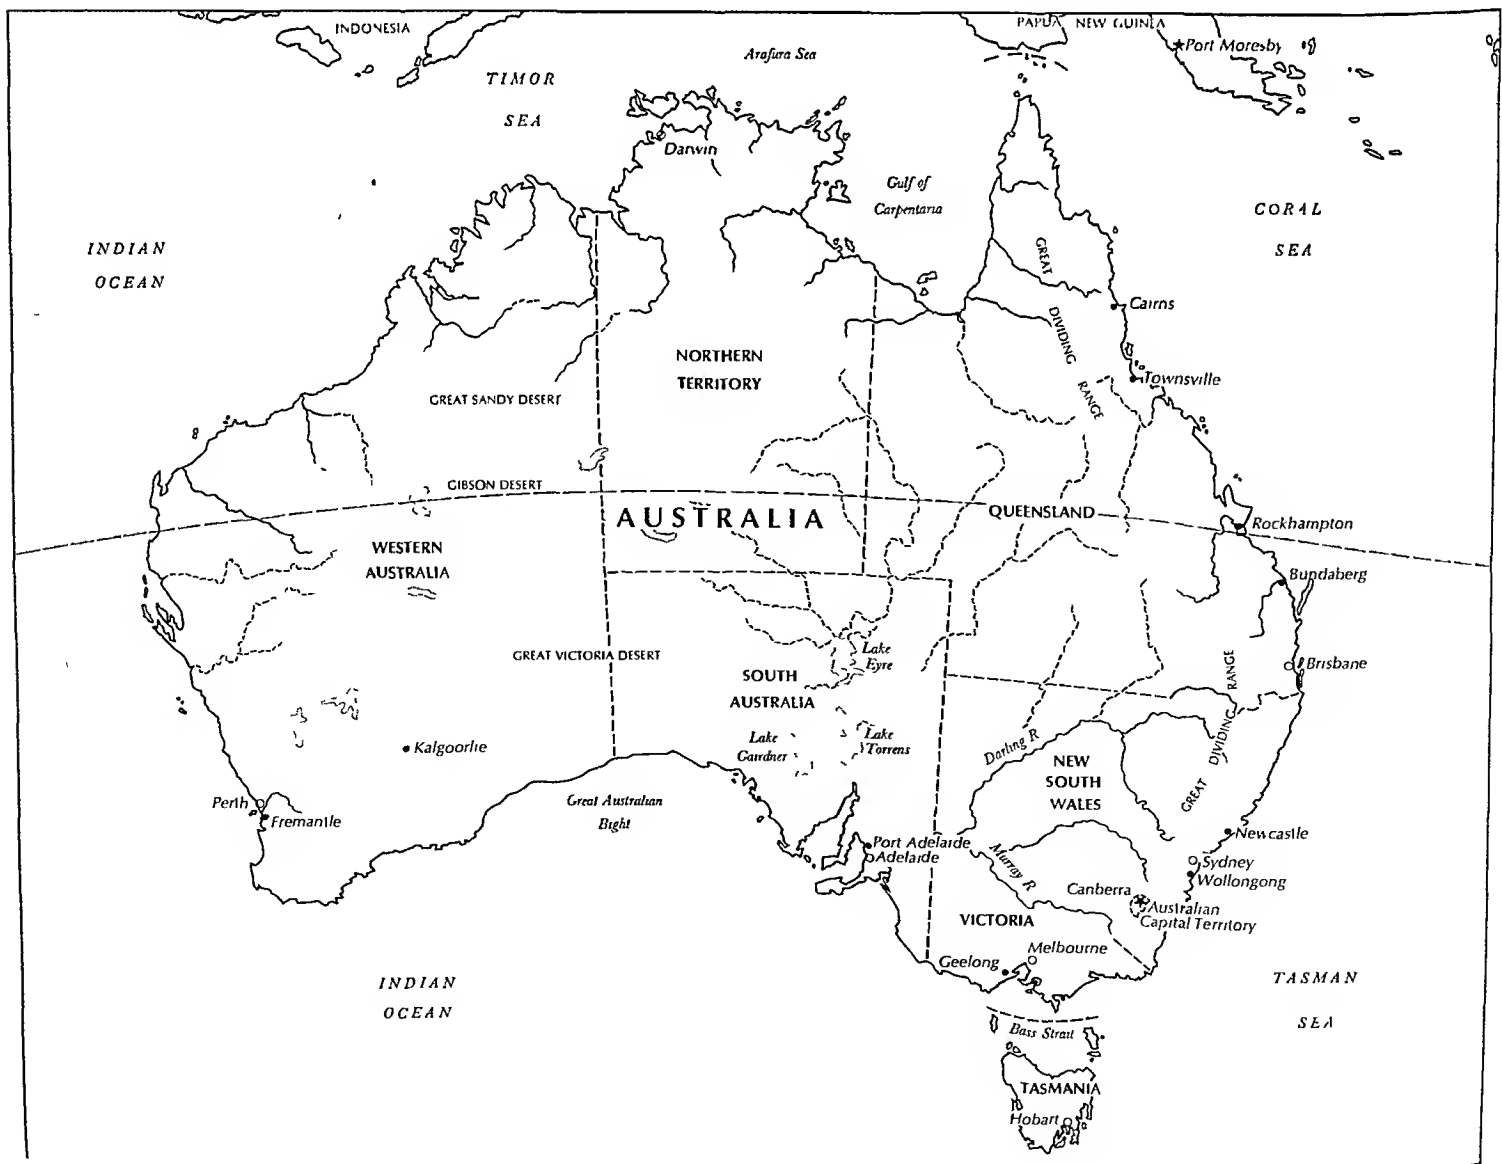 INDONESIA
PAPUA NEW GUINEA
Port Moresby
Arafura Sea
TIMOR
SEA
Darwin
Gulf of
Carpentaria
CORAL
SEA
INDIAN
OCEAN
GREAT
DIVIDING
RANGE
Cairns
Townsville
NORTHERN
TERRITORY
GREAT SANDY DESERT
GIBSON DESERT
AUSTRALIA
QUEENSLAND
Rockhampton
WESTERN
AUSTRALIA
Bundaberg
GREAT VICTORIA DESERT
Lake
Eyre
SOUTH
AUSTRALIA
Brisbane
GREAT DIVIDING RANGE
Lake
Gairdner
Lake
Torrens
Darling R
Kalgoorlie
NEW
SOUTH
WALES
Perth
Fremantle
Great Australian
Bight
Newcastle
Port Adelaide
Adelaide
Murray R
Sydney
Wollongong
Canberra
Australian
Capital Territory
VICTORIA
Melbourne
Geelong
INDIAN
OCEAN
TASMAN
SEA
Bass Strait
TASMANIA
Hobart